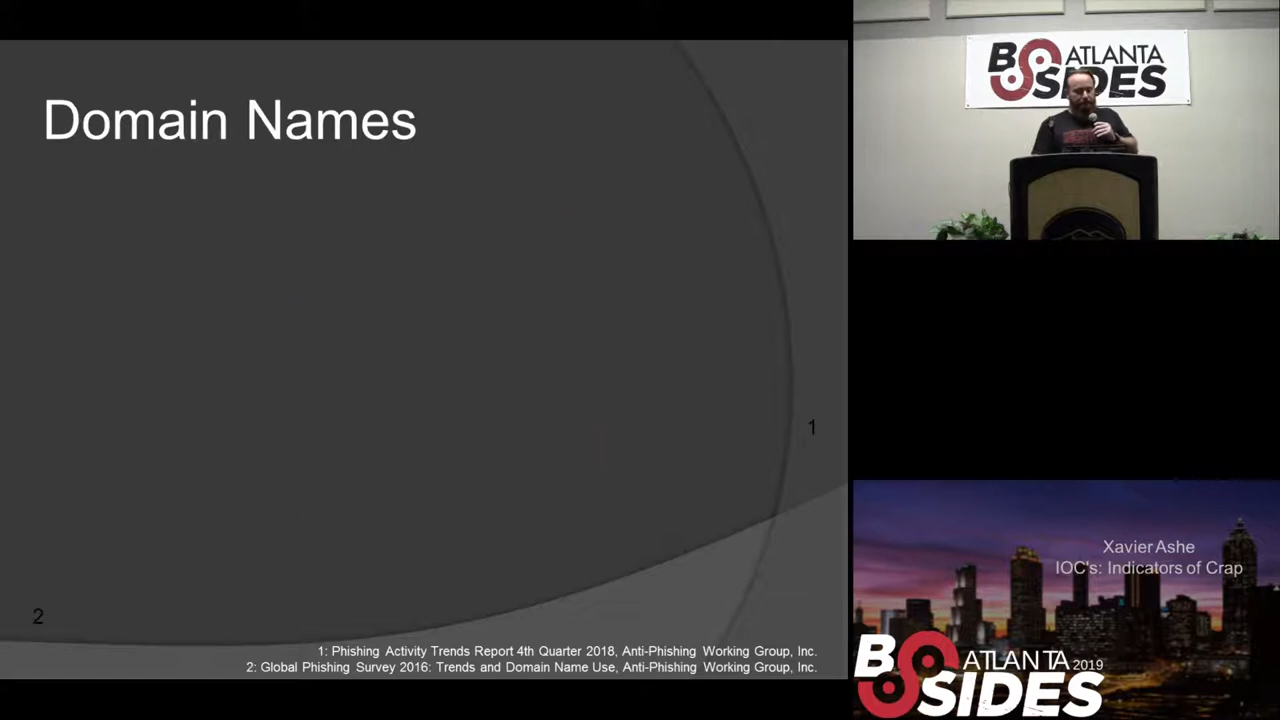 Domain Names
1
2
1: Phishing Activity Trends Report 4th Quarter 2018, Anti-Phishing Working Group, Inc.
2: Global Phishing Survey 2016: Trends and Domain Name Use, Anti-Phishing Working Group, Inc.
BSIDES
ATLANTA
Xavier Ashe
IOC's: Indicators of Crap
BSIDES
ATLANTA 2019